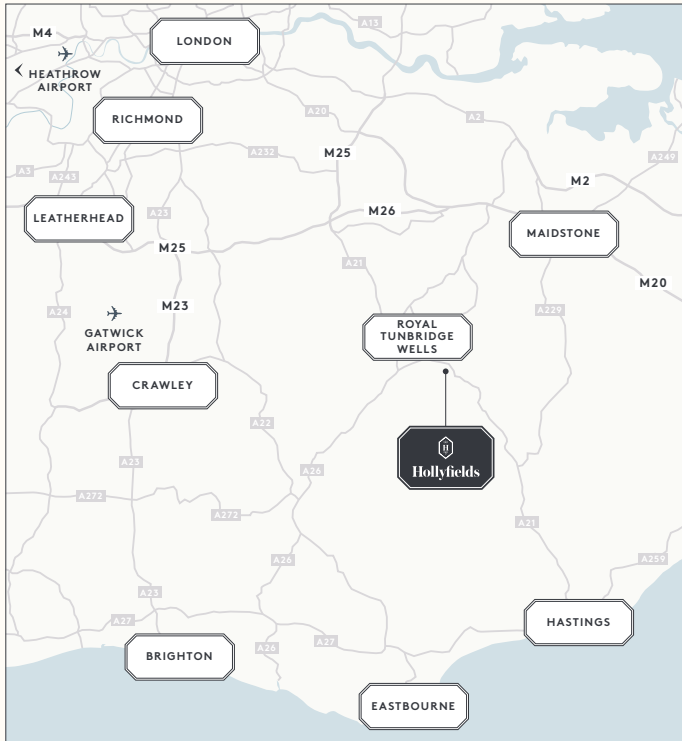 A13
M4
LONDON
HEATHROW
AIRPORT
A20
A2
RICHMOND
A232
M25
A249
A3
A243
M2
LEATHERHEAD
A23
M26
MAIDSTONE
M25
A21
M20
M23
A24
A229
GATWICK
AIRPORT
ROYAL
TUNBRIDGE
WELLS
CRAWLEY
A22
H
Hollyfields
A23
A26
A272
A272
A21
A26
A259
A23
A27
HASTINGS
A27
A26
BRIGHTON
EASTBOURNE